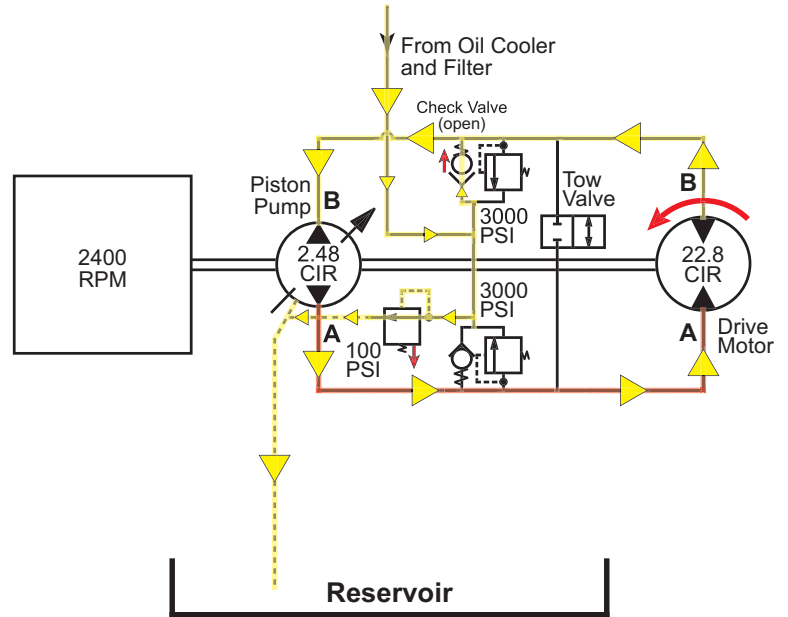 From Oil Cooler
and Filter
Check Valve
(open)
Piston
Pump
B
Tow
Valve
B
3000
PSI
2400
RPM
2.48
CIR
22.8
CIR
3000
PSI
A
100
PSI
A
Drive
Motor
Reservoir